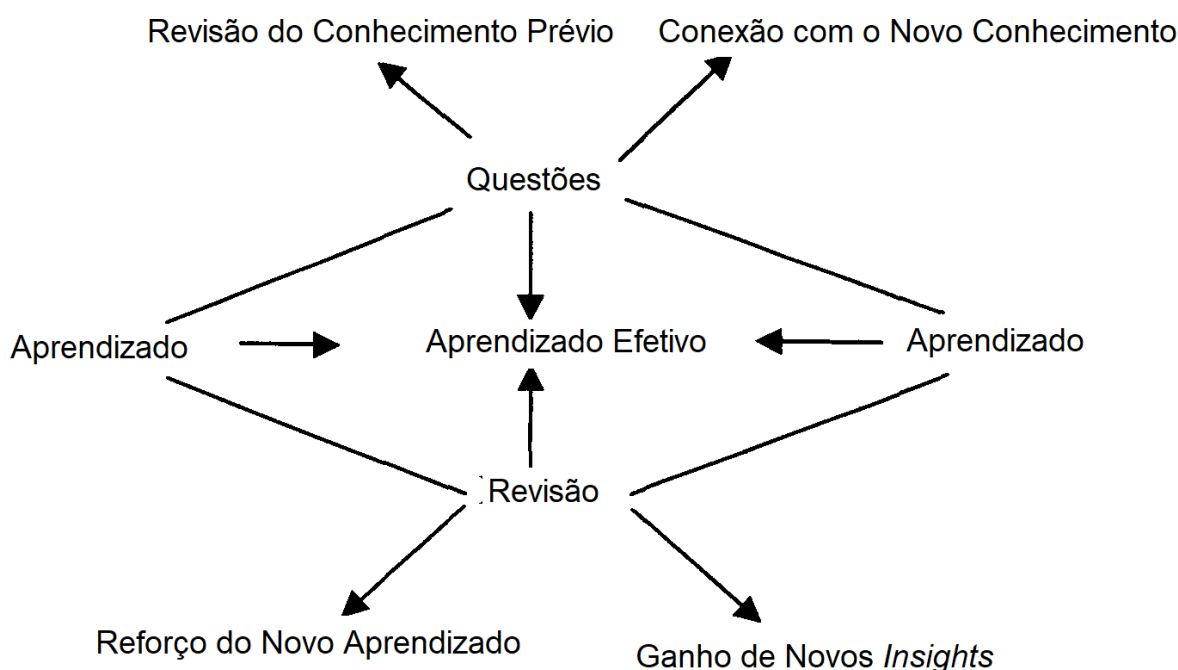 Revisão do Conhecimento Prévio
Conexão com o Novo Conhecimento
Questões
Aprendizado
Aprendizado Efetivo
Aprendizado
Revisão
Reforço do Novo Aprendizado
Ganho de Novos Insights